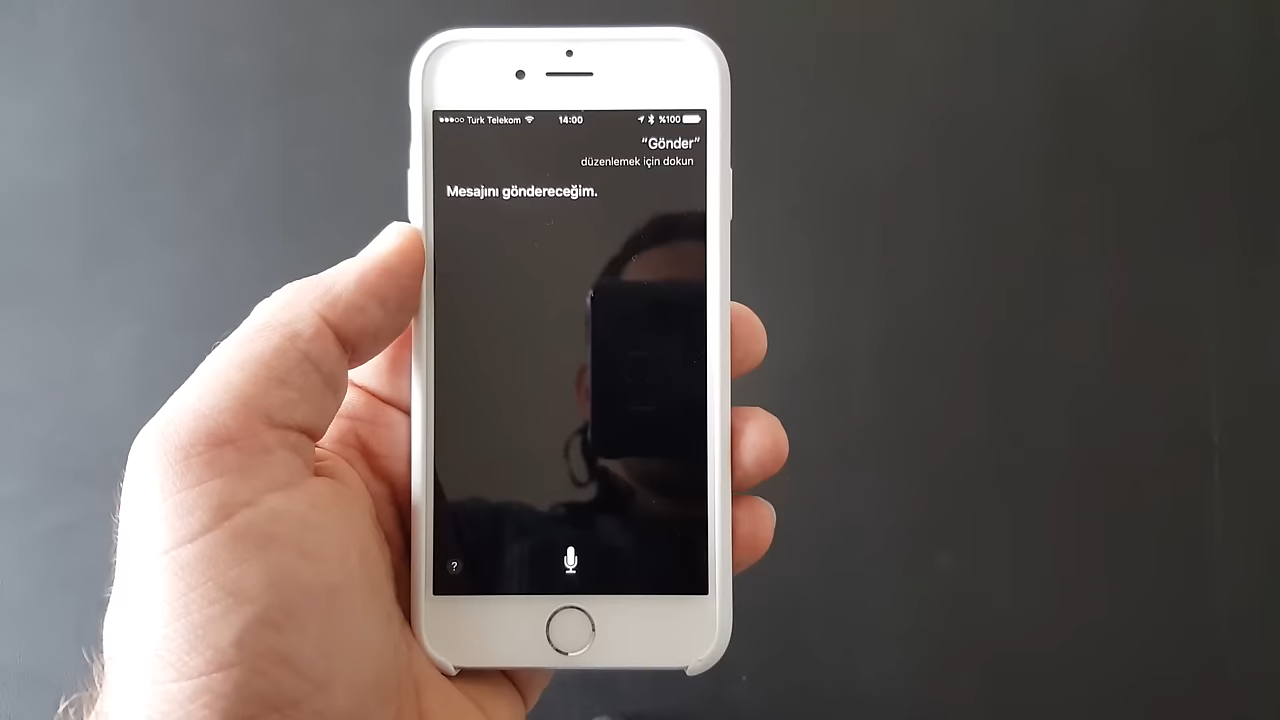 Turk Telekom 14:00 %100
“Gönder”
düzenlemek için dokun
Mesajını göndereceğim.
?